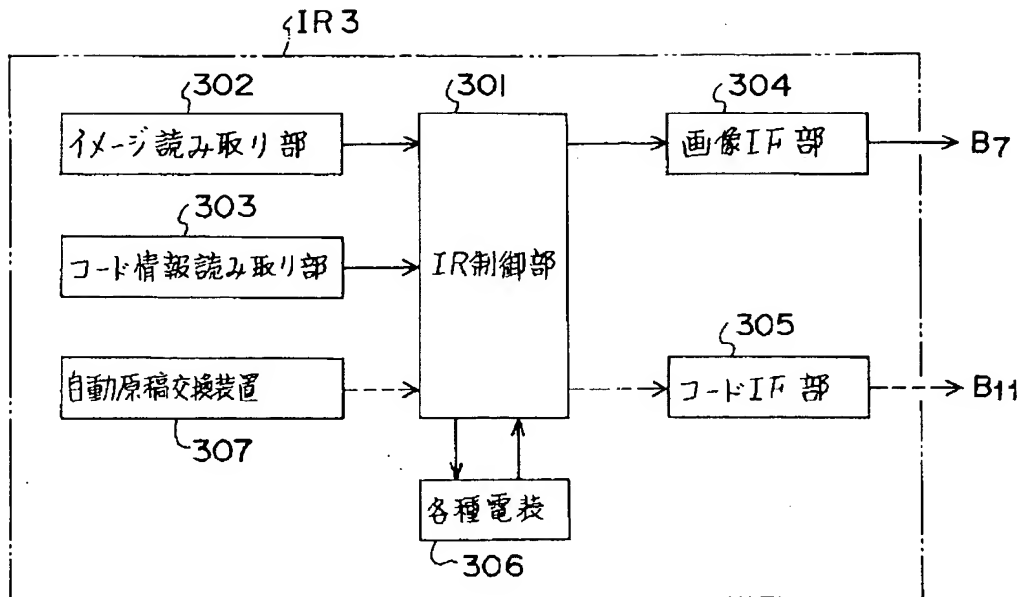 IR3
302
301
304
イメージ読み取り部
画像IF部
B7
303
コード情報読み取り部
IR制御部
305
自動原稿交換装置
コードIF部
B11
307
各種電装
306